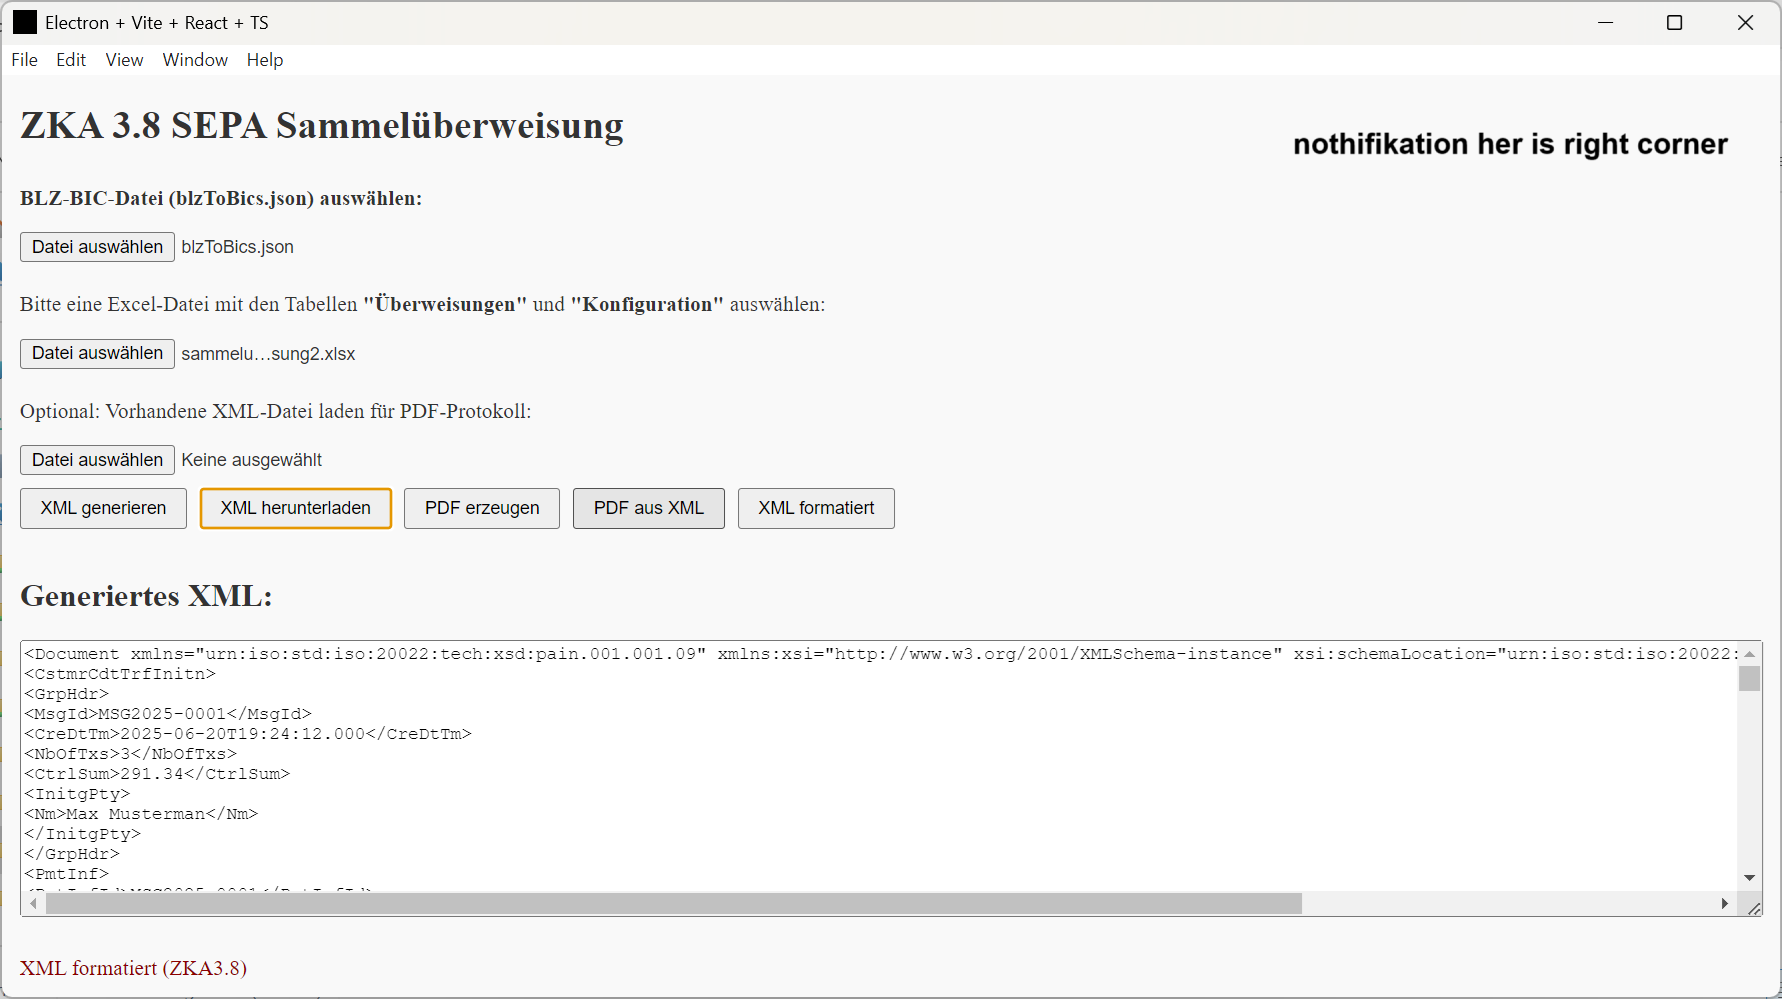 Electron + Vite + React + TS
File Edit View Window Help
ZKA 3.8 SEPA Sammelüberweisung
nothifikation her is right corner
BLZ-BIC-Datei (blzToBics.json) auswählen:
Datei auswählen blzToBics.json
Bitte eine Excel-Datei mit den Tabellen "Überweisungen" und "Konfiguration" auswählen:
Datei auswählen sammelu…sung2.xlsx
Optional: Vorhandene XML-Datei laden für PDF-Protokoll:
Datei auswählen Keine ausgewählt
XML generieren XML herunterladen PDF erzeugen PDF aus XML XML formatiert
Generiertes XML:
<Document xmlns="urn:iso:std:iso:20022:tech:xsd:pain.001.001.09" xmlns:xsi="http://www.w3.org/2001/XMLSchema-instance" xsi:schemaLocation="urn:iso:std:iso:20022:
<CstmrCdtTrfInitn>
<GrpHdr>
<MsgId>MSG2025-0001</MsgId>
<CreDtTm>2025-06-20T19:24:12.000</CreDtTm>
<NbOfTxs>3</NbOfTxs>
<CtrlSum>291.34</CtrlSum>
<InitgPty>
<Nm>Max Musterman</Nm>
</InitgPty>
</GrpHdr>
<PmtInf>
<PmtInfId>MSG2025-0001</PmtInfId>
XML formatiert (ZKA3.8)